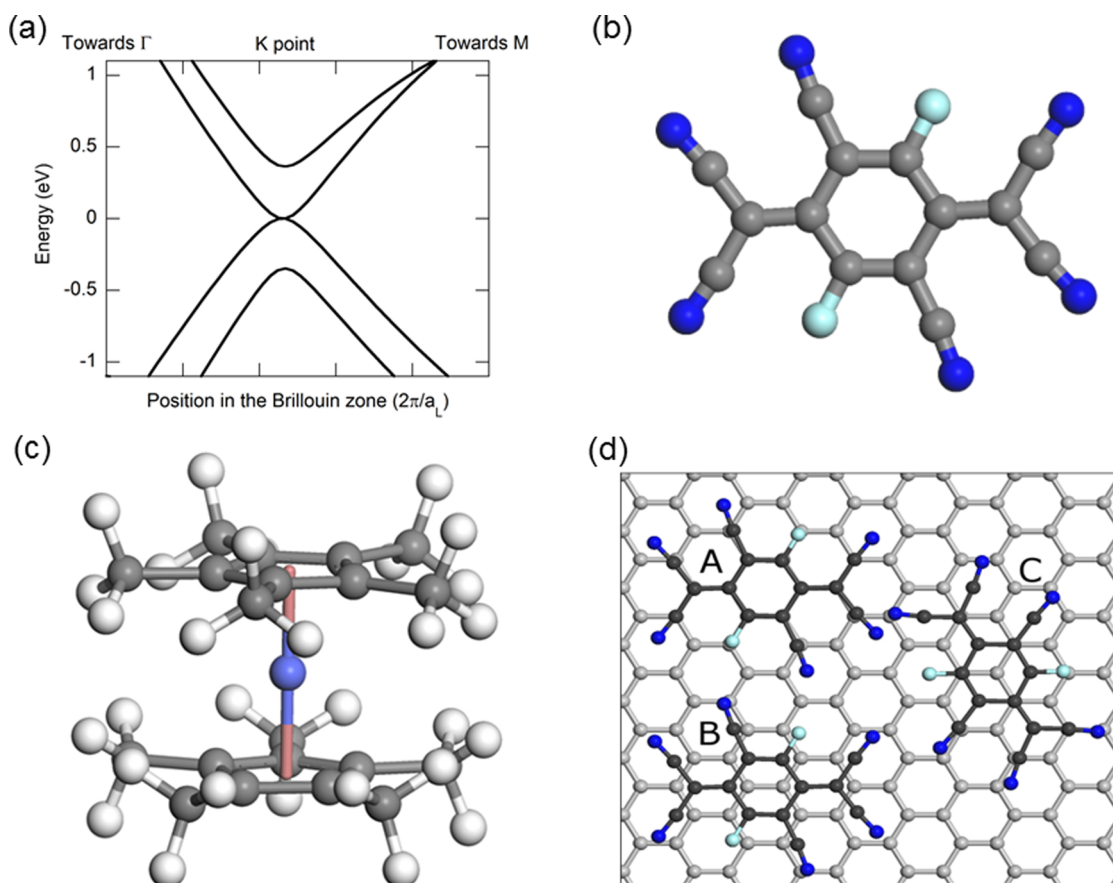 (a)
Towards Γ K point Towards M
1
0.5
0
-0.5
-1
Energy (eV)
Position in the Brillouin zone (2π/a_L)
(b)
(c)
(d)
A
C
B